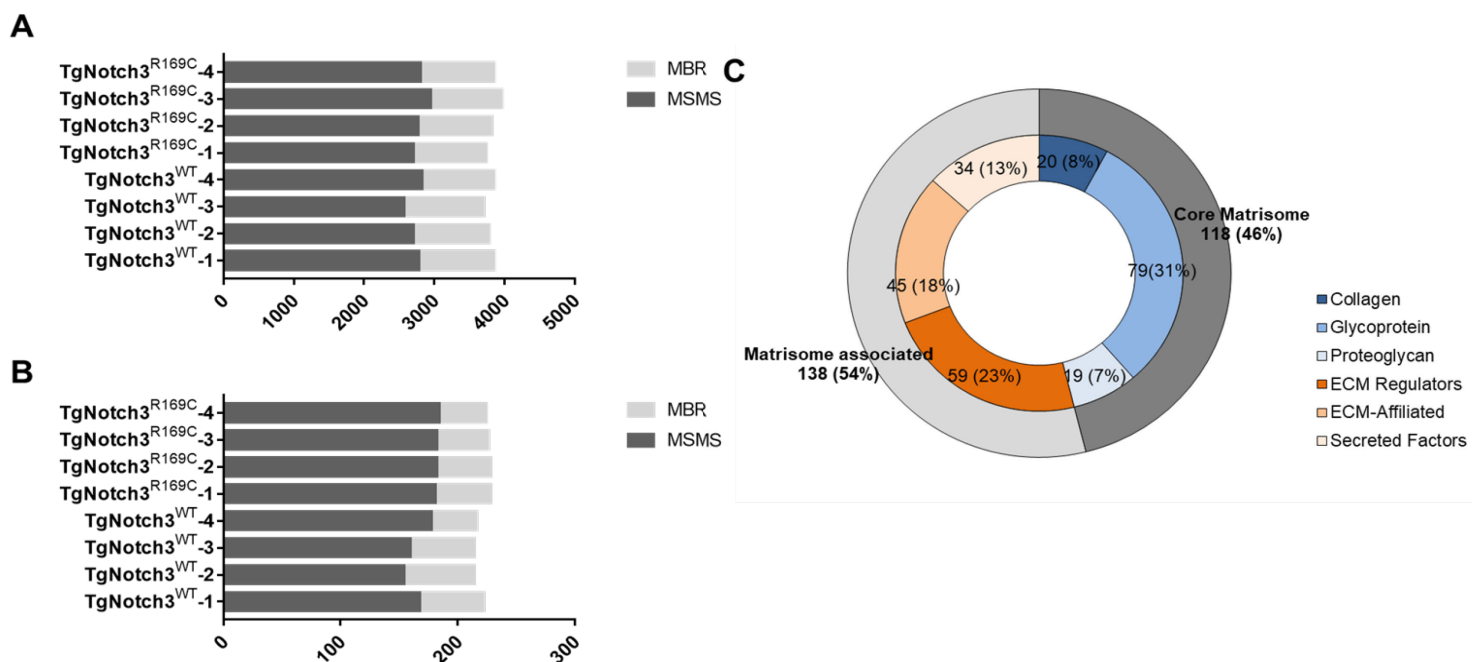 A
TgNotch3R169C-4
TgNotch3R169C-3
TgNotch3R169C-2
TgNotch3R169C-1
TgNotch3WT-4
TgNotch3WT-3
TgNotch3WT-2
TgNotch3WT-1
0 1000 2000 3000 4000 5000
MBR
MSMS
B
TgNotch3R169C-4
TgNotch3R169C-3
TgNotch3R169C-2
TgNotch3R169C-1
TgNotch3WT-4
TgNotch3WT-3
TgNotch3WT-2
TgNotch3WT-1
0 100 200 300
MBR
MSMS
C
34 (13%)
20 (8%)
Core Matrisome
118 (46%)
79(31%)
45 (18%)
Matrisome associated
138 (54%)
59 (23%)
19 (7%)
Collagen
Glycoprotein
Proteoglycan
ECM Regulators
ECM-Affiliated
Secreted Factors